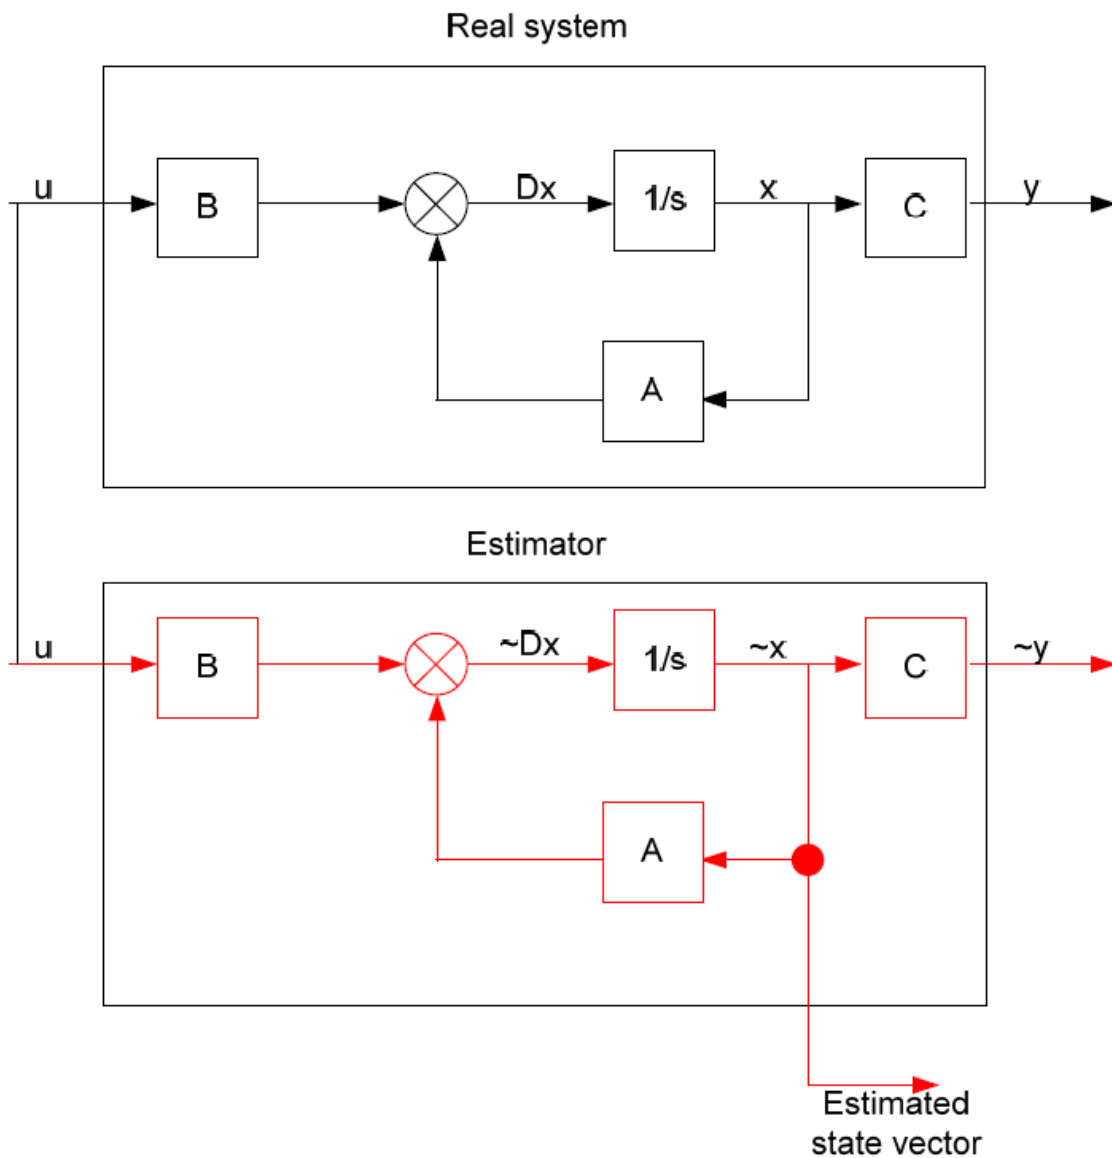 Real system
u
B
Dx
1/s
x
C
y
A
Estimator
u
B
~Dx
1/s
~x
C
~y
A
Estimated
state vector